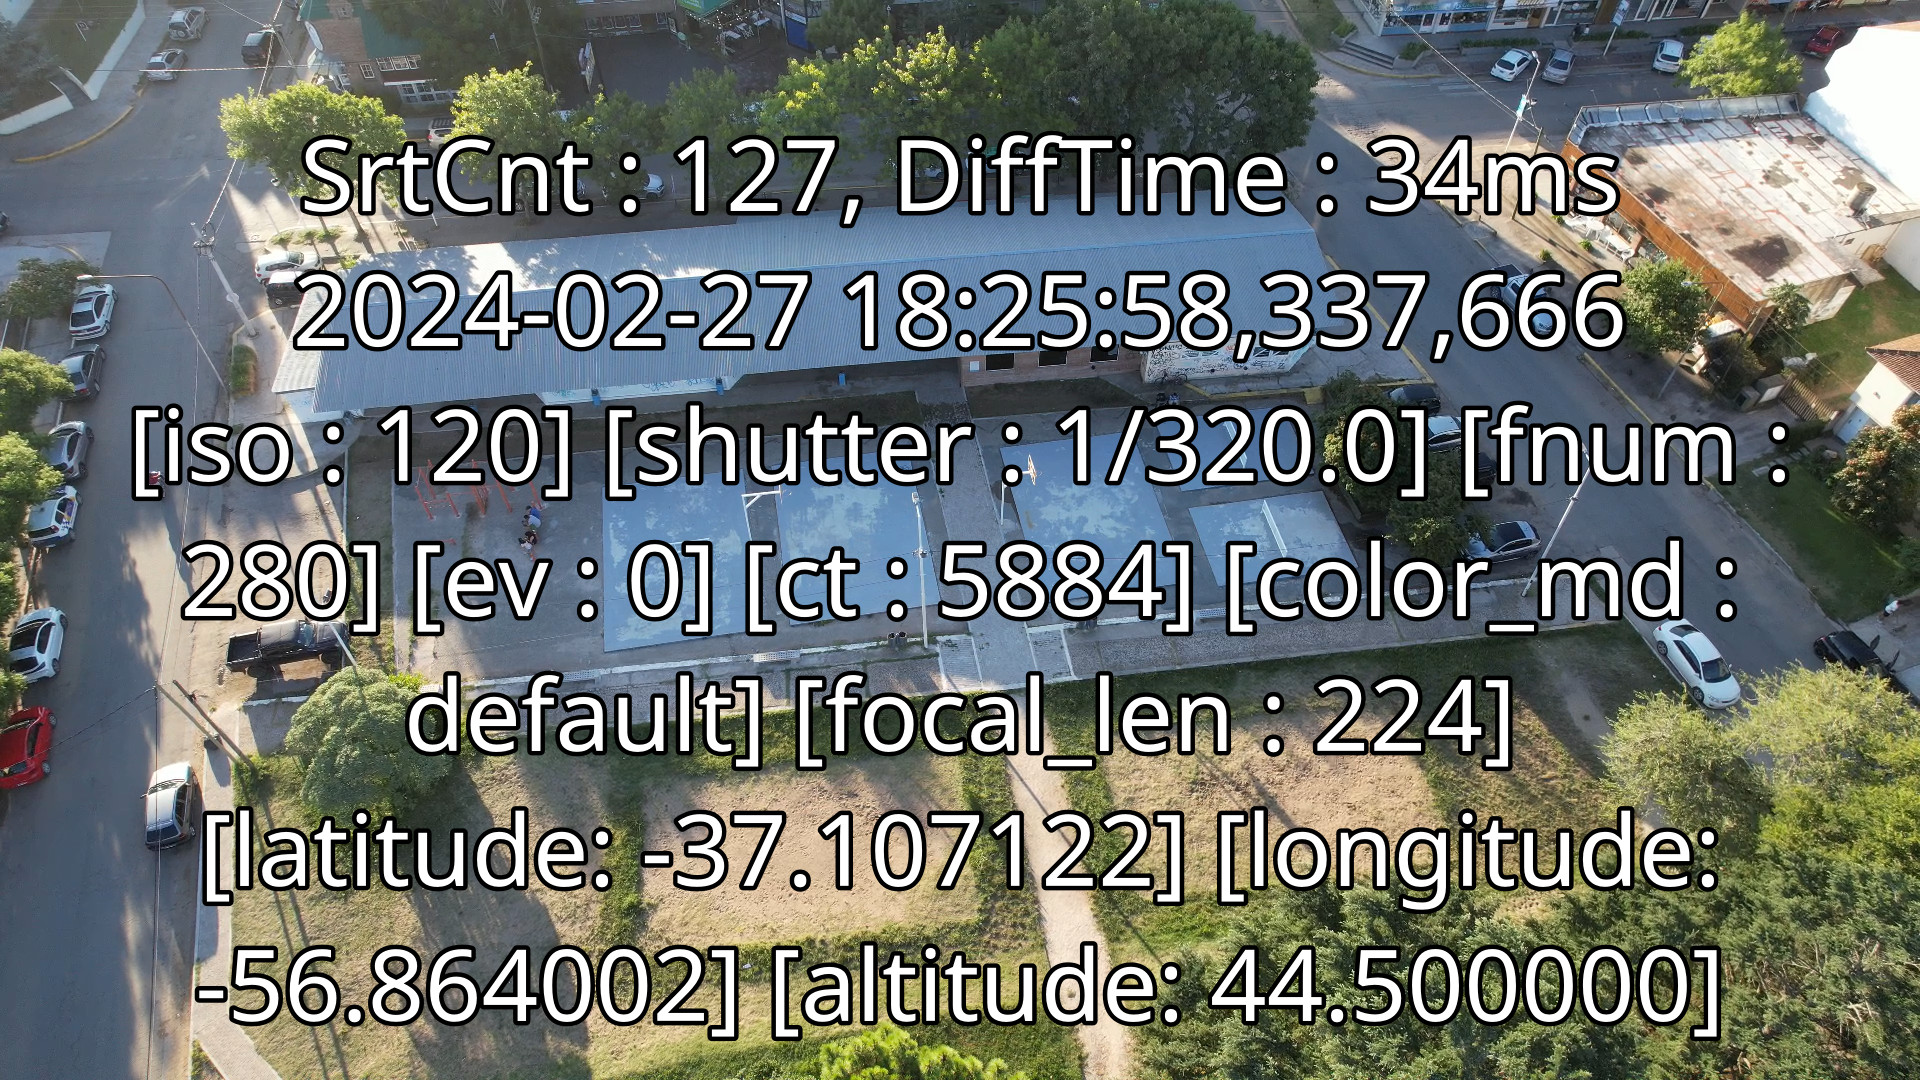 SrtCnt : 127, DiffTime : 34ms
2024-02-27 18:25:58,337,666
[iso : 120] [shutter : 1/320.0] [fnum :
280] [ev : 0] [ct : 5884] [color_md :
default] [focal_len : 224]
[latitude: -37.107122] [longitude:
-56.864002] [altitude: 44.500000]